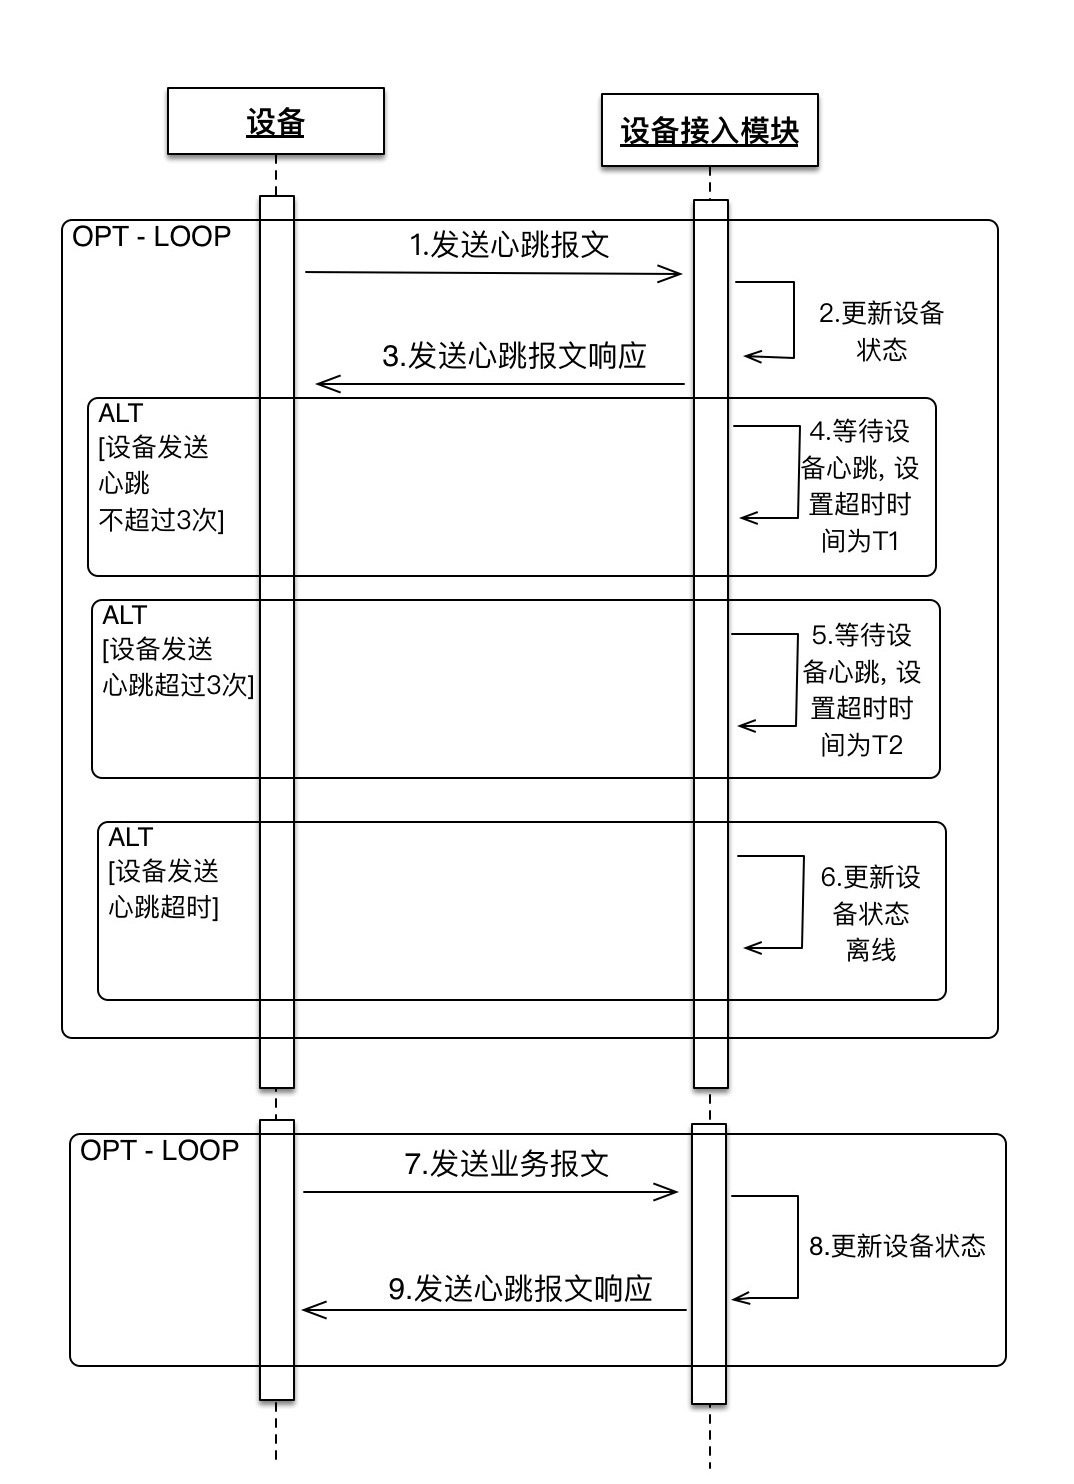 设备
设备接入模块
OPT - LOOP
1.发送心跳报文
2.更新设备
状态
3.发送心跳报文响应
ALT
[设备发送
心跳
不超过3次]
4.等待设
备心跳, 设
置超时时
间为T1
ALT
[设备发送
心跳超过3次]
5.等待设
备心跳, 设
置超时时
间为T2
ALT
[设备发送
心跳超时]
6.更新设
备状态
离线
OPT - LOOP
7.发送业务报文
8.更新设备状态
9.发送心跳报文响应